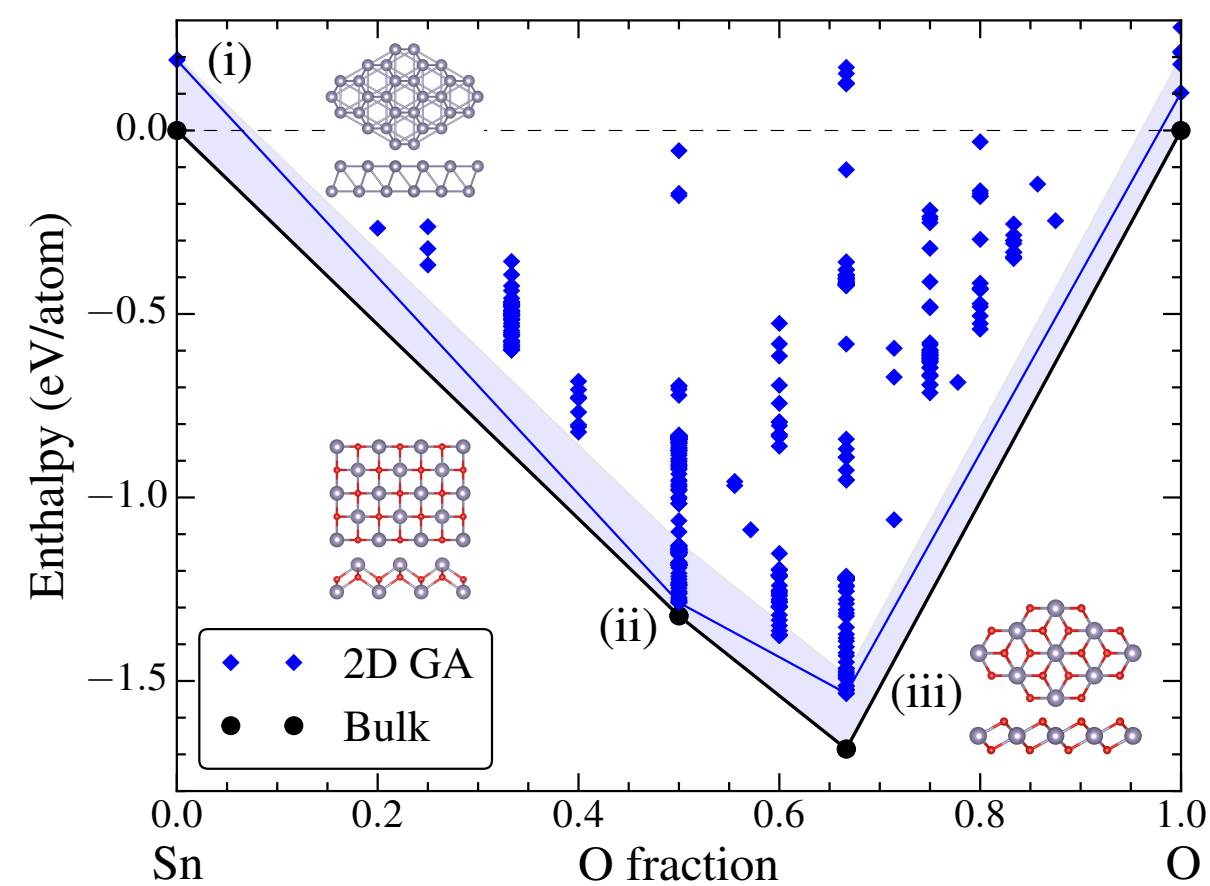 (i)
0.0
−0.5
−1.0
−1.5
Enthalpy (eV/atom)
(ii)
(iii)
2D GA
Bulk
0.0 0.2 0.4 0.6 0.8 1.0
Sn O fraction O